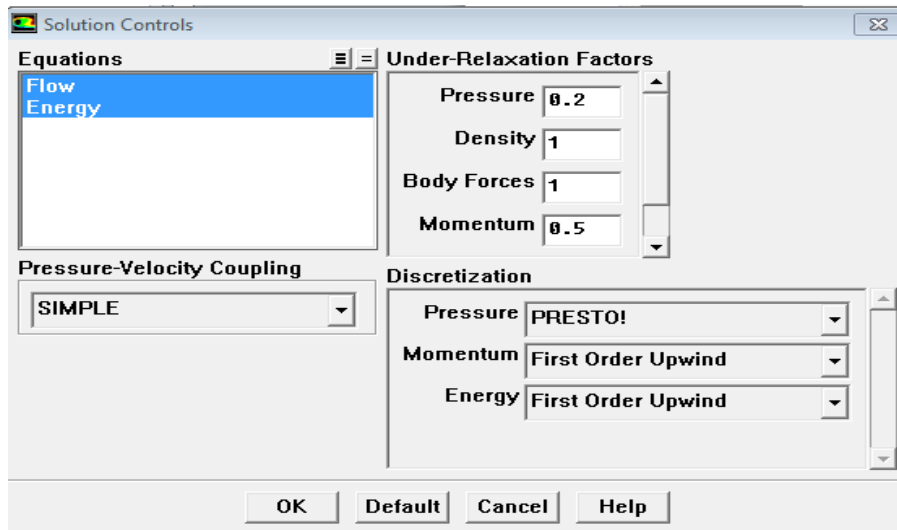 Solution Controls
Equations
Flow
Energy
Under-Relaxation Factors
Pressure 0.2
Density 1
Body Forces 1
Momentum 0.5
Pressure-Velocity Coupling
SIMPLE
Discretization
Pressure PRESTO!
Momentum First Order Upwind
Energy First Order Upwind
OK Default Cancel Help